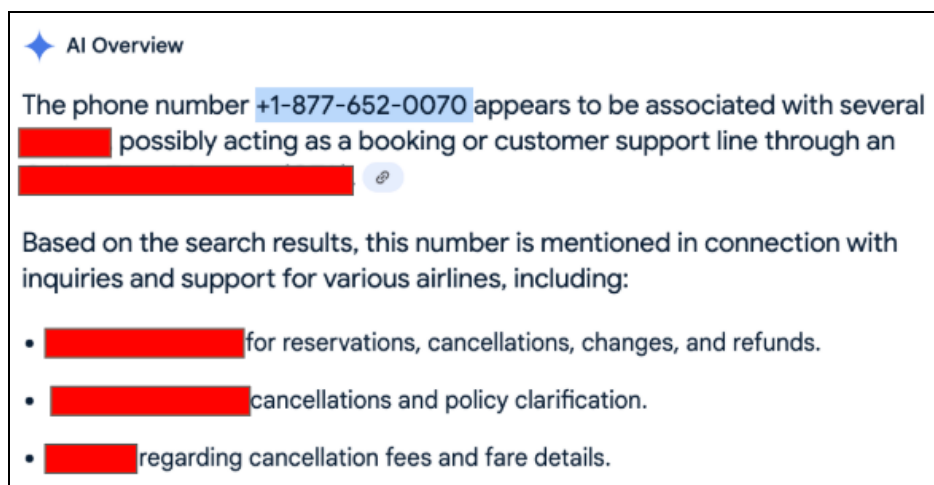 AI Overview
The phone number +1-877-652-0070 appears to be associated with several
possibly acting as a booking or customer support line through an
Based on the search results, this number is mentioned in connection with
inquiries and support for various airlines, including:
• for reservations, cancellations, changes, and refunds.
• cancellations and policy clarification.
• regarding cancellation fees and fare details.